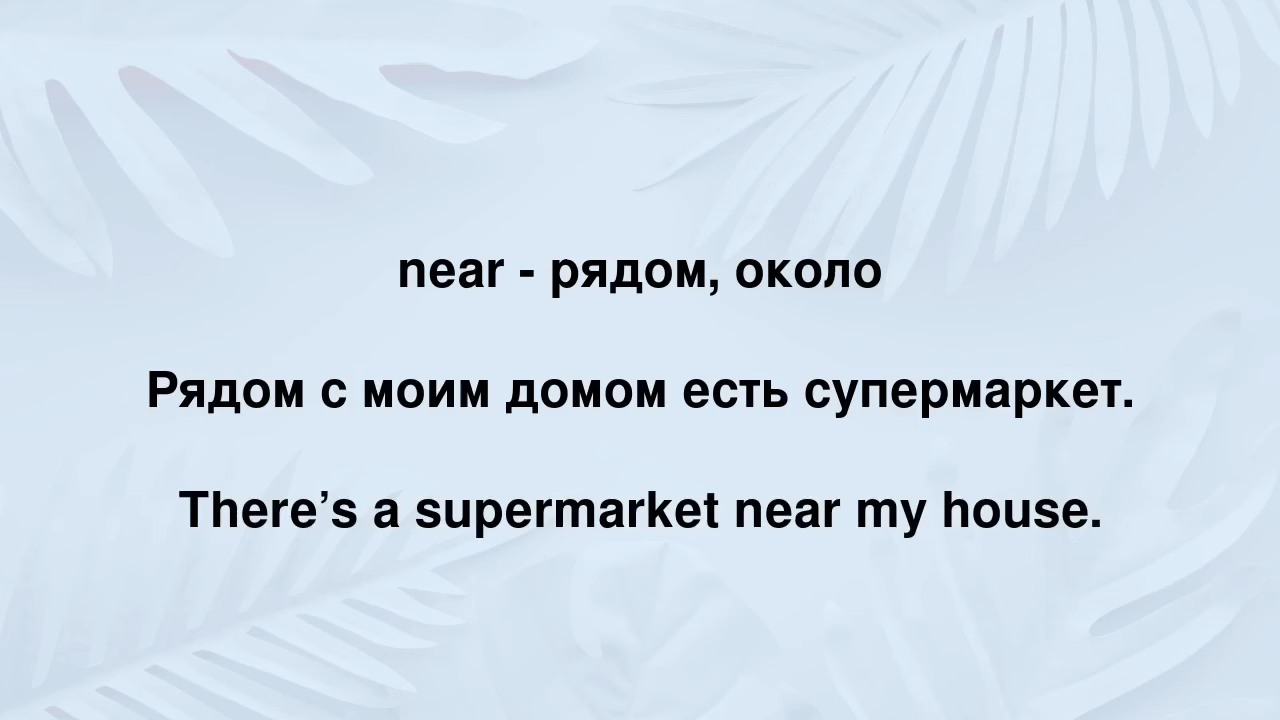 near - рядом, около
Рядом с моим домом есть супермаркет.
There’s a supermarket near my house.